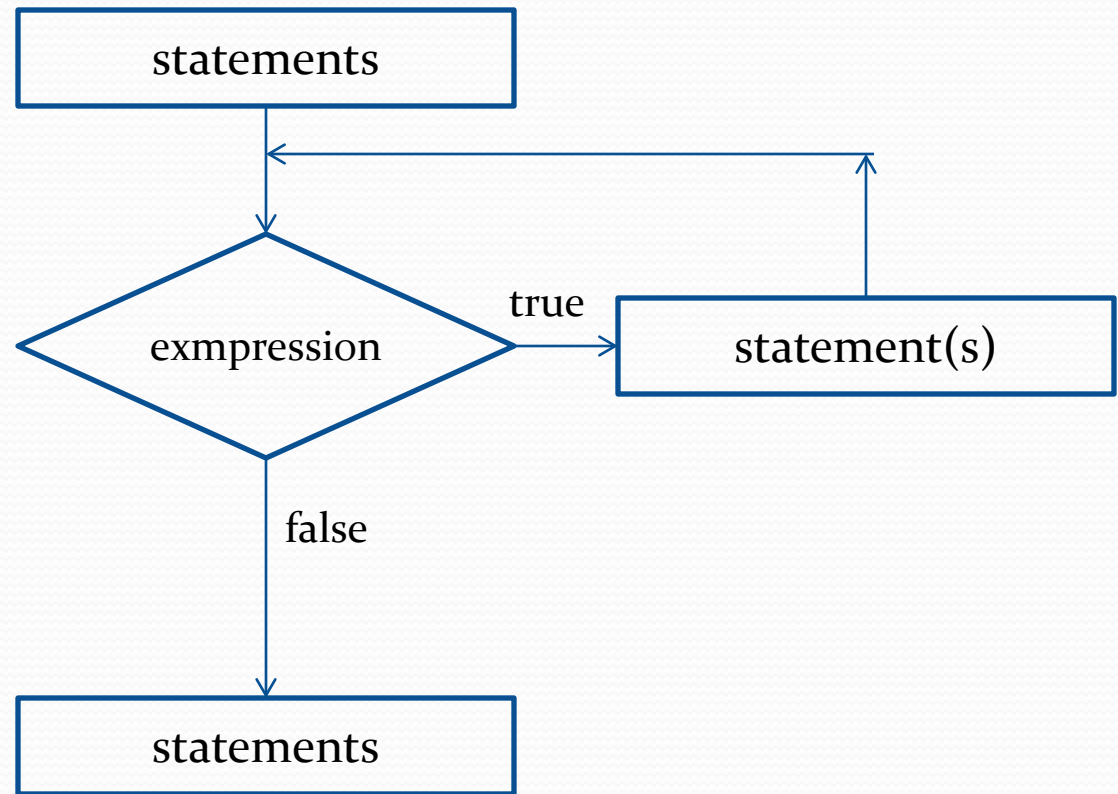 statements
true
exmpression
statement(s)
false
statements